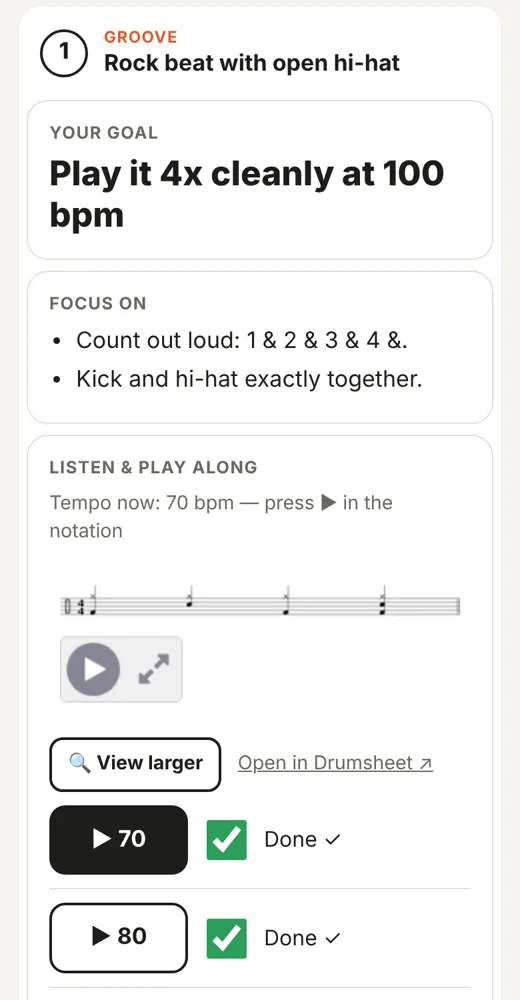 1
GROOVE
Rock beat with open hi-hat
YOUR GOAL
Play it 4x cleanly at 100
bpm
FOCUS ON
• Count out loud: 1 & 2 & 3 & 4 &.
• Kick and hi-hat exactly together.
LISTEN & PLAY ALONG
Tempo now: 70 bpm — press ▶ in the
notation
4
4
🔍 View larger
Open in Drumsheet ↗
▶ 70
Done ✓
▶ 80
Done ✓